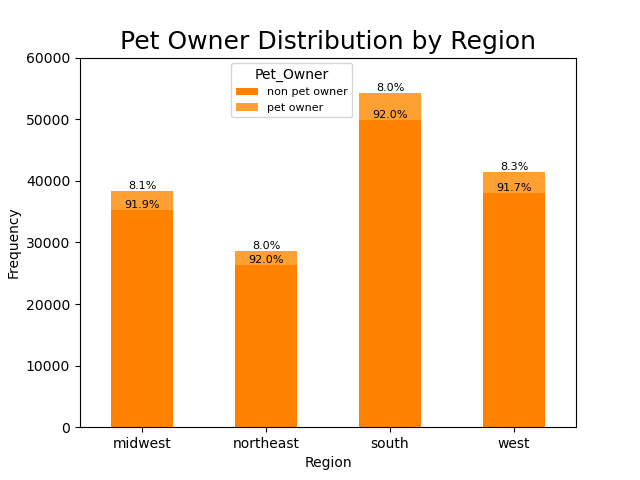 Pet Owner Distribution by Region
Frequency
60000
50000
40000
30000
20000
10000
0
Pet_Owner
non pet owner
pet owner
8.1%
91.9%
8.0%
92.0%
8.0%
92.0%
8.3%
91.7%
midwest northeast south west
Region